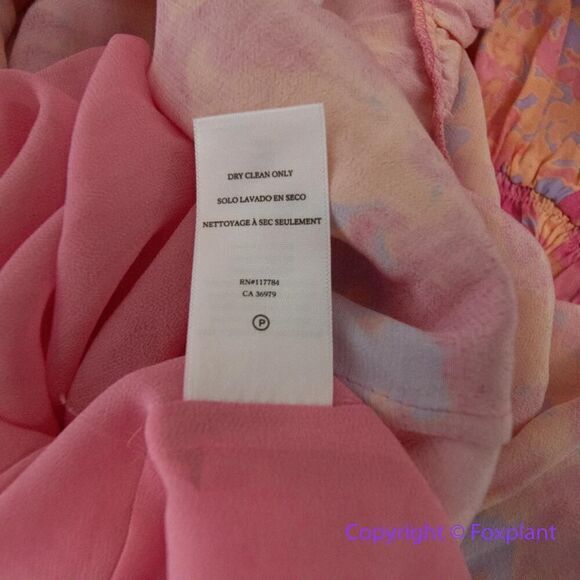 DRY CLEAN ONLY
SOLO LAVADO EN SECO
NETTOYAGE À SEC SEULEMENT
RN#117784
CA 36979
P
Copyright © Foxplant